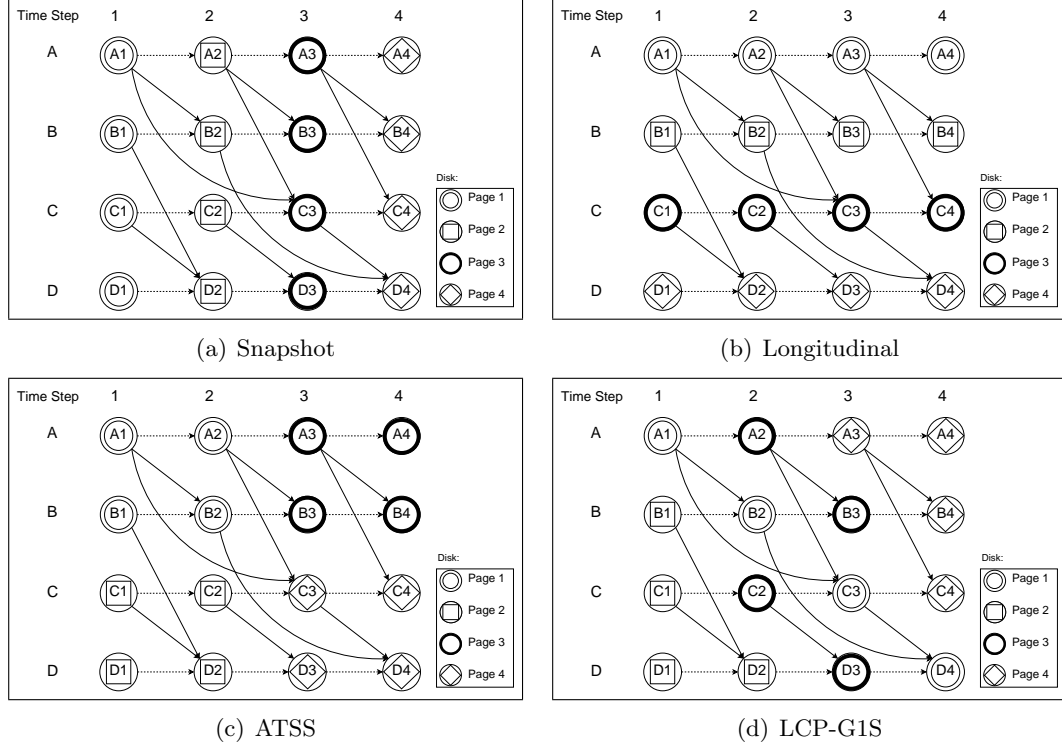 Time Step 1 2 3 4
A A1 A2 A3 A4
B B1 B2 B3 B4
C C1 C2 C3 C4
D D1 D2 D3 D4
Disk:
Page 1
Page 2
Page 3
Page 4
(a) Snapshot
Time Step 1 2 3 4
A A1 A2 A3 A4
B B1 B2 B3 B4
C C1 C2 C3 C4
D D1 D2 D3 D4
Disk:
Page 1
Page 2
Page 3
Page 4
(b) Longitudinal
Time Step 1 2 3 4
A A1 A2 A3 A4
B B1 B2 B3 B4
C C1 C2 C3 C4
D D1 D2 D3 D4
Disk:
Page 1
Page 2
Page 3
Page 4
(c) ATSS
Time Step 1 2 3 4
A A1 A2 A3 A4
B B1 B2 B3 B4
C C1 C2 C3 C4
D D1 D2 D3 D4
Disk:
Page 1
Page 2
Page 3
Page 4
(d) LCP-G1S